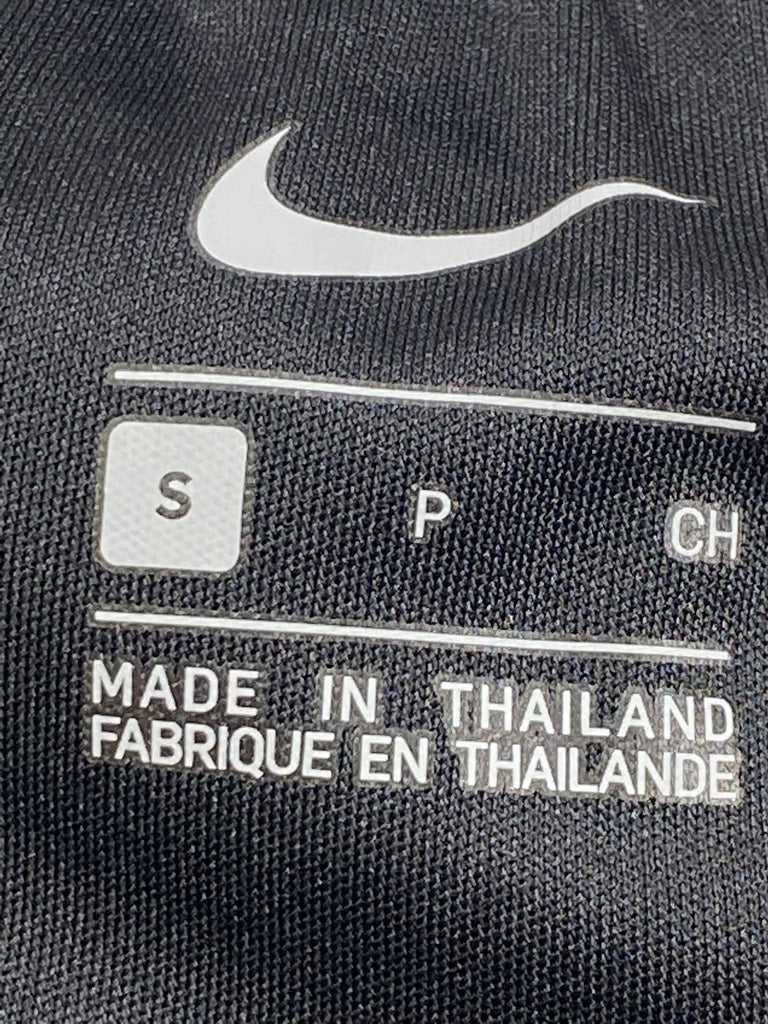 S P CH
MADE IN THAILAND
FABRIQUE EN THAILANDE